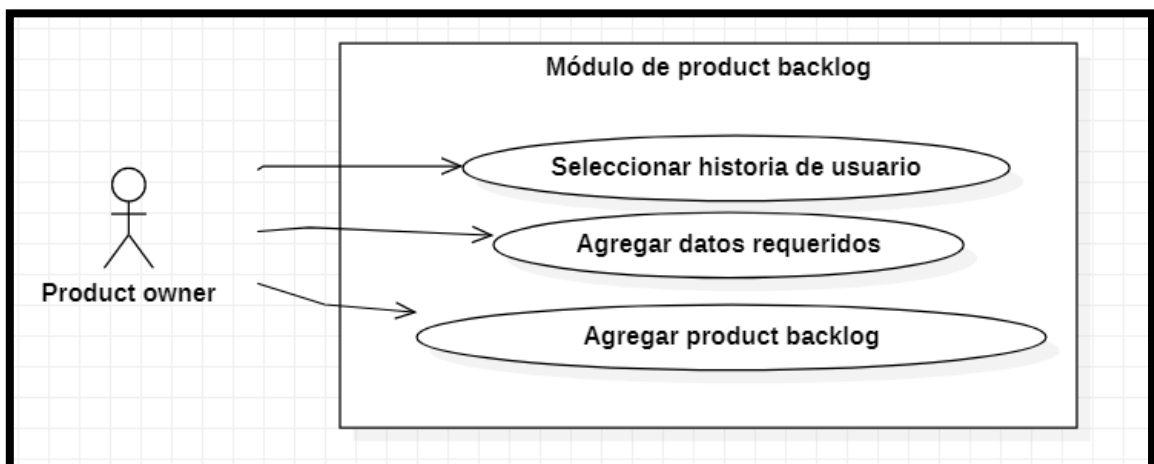 Módulo de product backlog
Seleccionar historia de usuario
Agregar datos requeridos
Product owner
Agregar product backlog